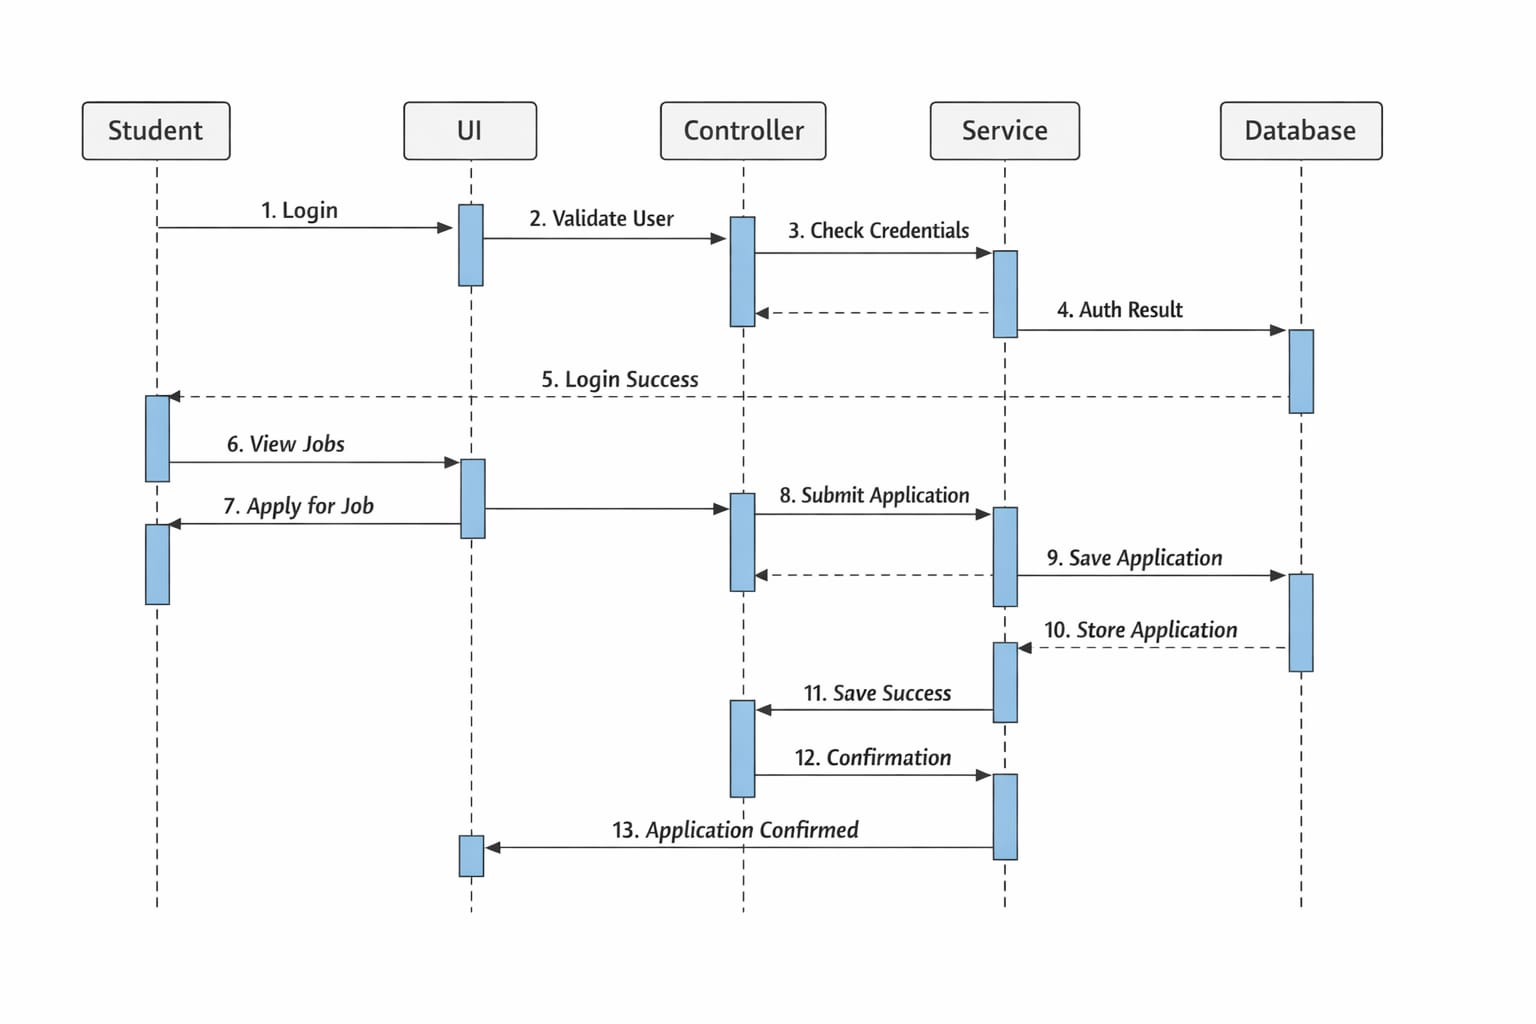 Student
UI
Controller
Service
Database
1. Login
2. Validate User
3. Check Credentials
4. Auth Result
5. Login Success
6. View Jobs
7. Apply for Job
8. Submit Application
9. Save Application
10. Store Application
11. Save Success
12. Confirmation
13. Application Confirmed